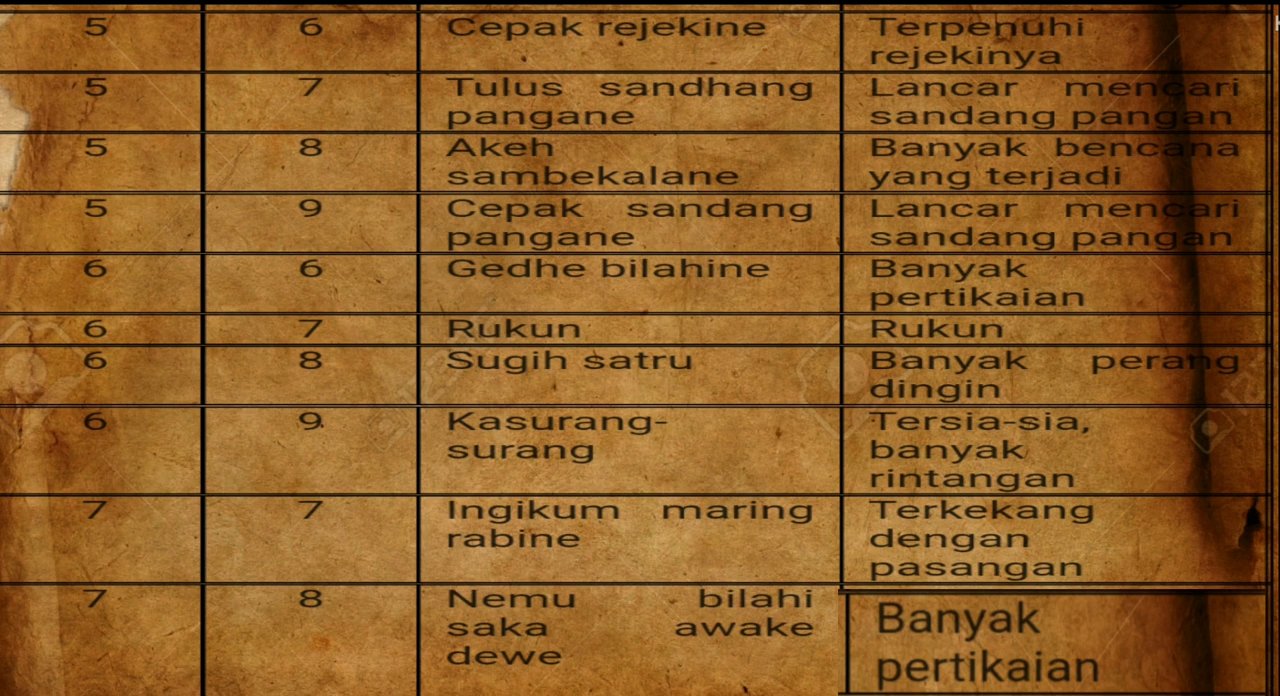 5 6 Cepak rejekine Terpenuhi
rejekinya
5 7 Tulus sandhang Lancar mencari
pangane sandang pangan
5 8 Akeh Banyak bencana
sambekalane yang terjadi
5 9 Cepak sandang Lancar mencari
pangane sandang pangan
6 6 Gedhe bilahine Banyak
pertikaian
6 7 Rukun Rukun
6 8 Sugih satru Banyak perang
dingin
6 9 Kasurang- Tersia-sia,
surang banyak
rintangan
7 7 Ingikum maring Terkekang
rabine dengan
pasangan
7 8 Nemu bilahi Banyak
saka awake pertikaian
dewe